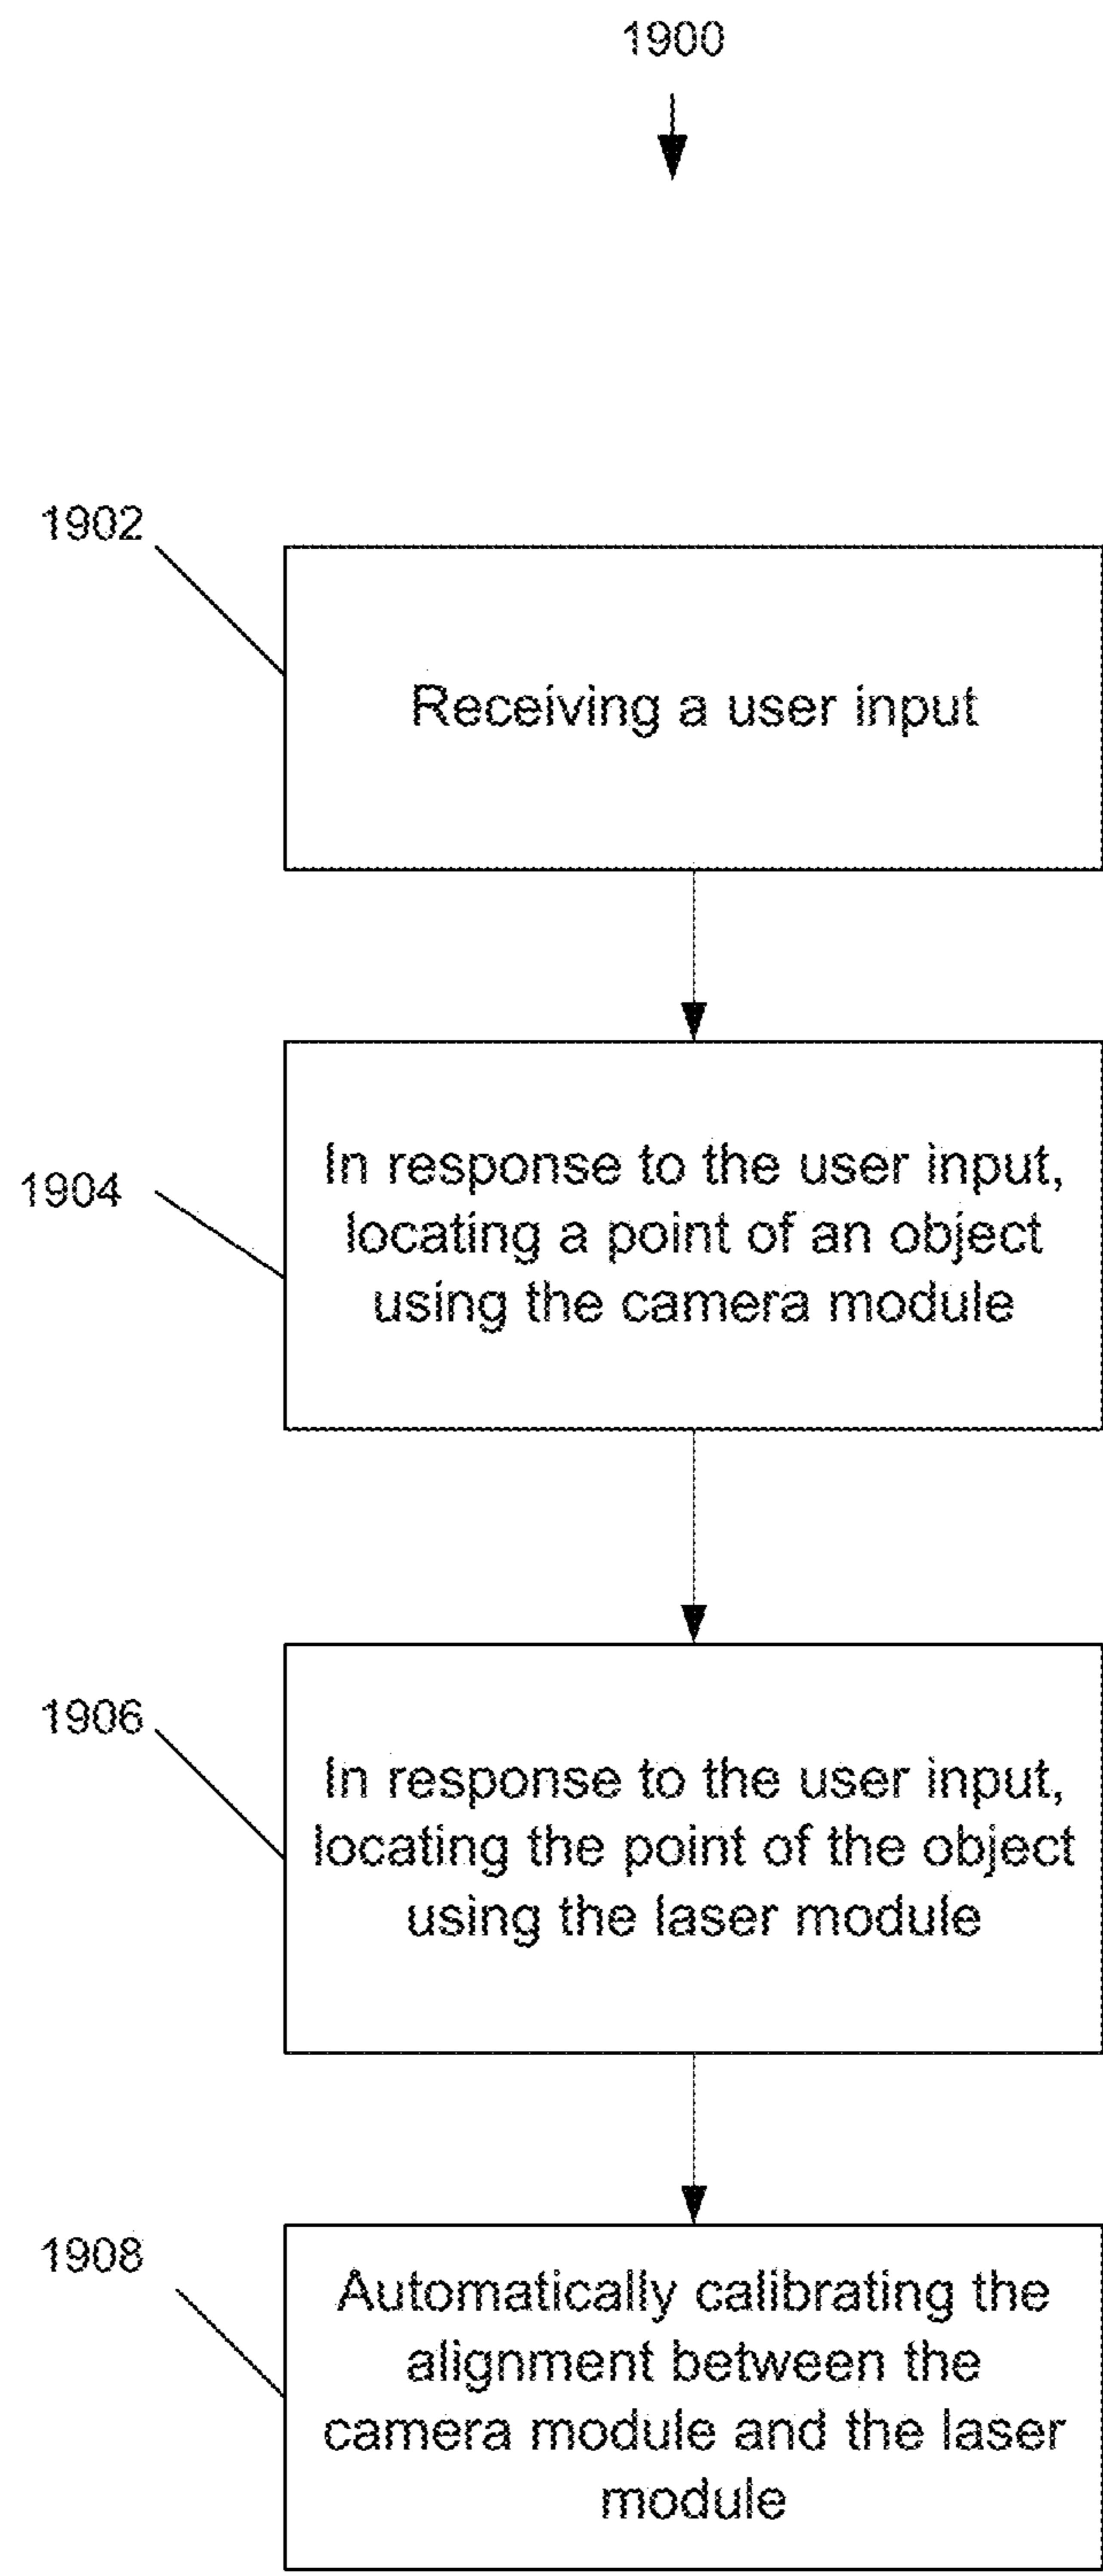 1900
1902
Receiving a user input
1904
In response to the user input,
locating a point of an object
using the camera module
1906
In response to the user input,
locating the point of the object
using the laser module
1908
Automatically calibrating the
alignment between the
camera module and the laser
module